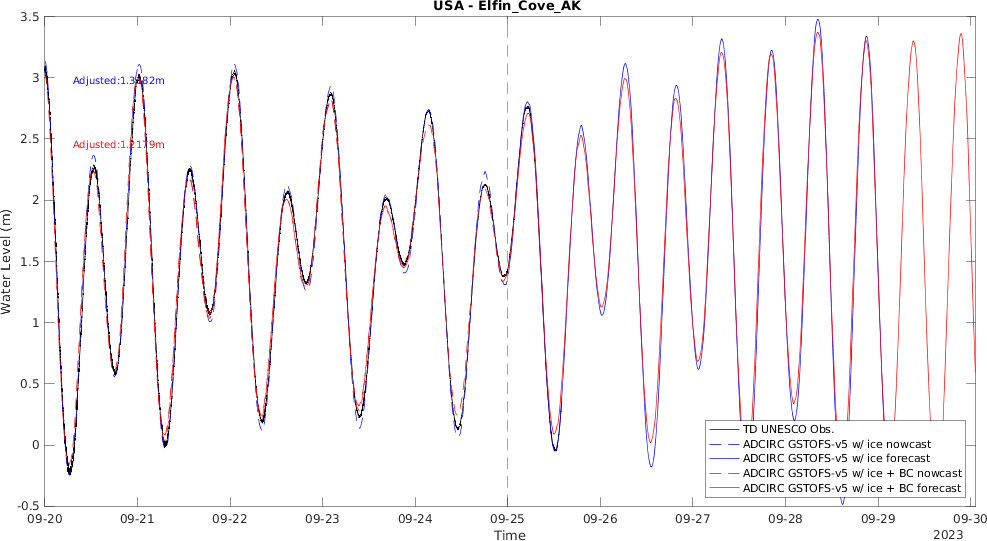 USA - Elfin_Cove_AK
3.5
3
2.5
2
1.5
1
0.5
0
-0.5
Water Level (m)
Adjusted:1.3182m
Adjusted:1.2179m
TD UNESCO Obs.
ADCIRC GSTOFS-v5 w/ ice nowcast
ADCIRC GSTOFS-v5 w/ ice forecast
ADCIRC GSTOFS-v5 w/ ice + BC nowcast
ADCIRC GSTOFS-v5 w/ ice + BC forecast
09-20 09-21 09-22 09-23 09-24 09-25 09-26 09-27 09-28 09-29 09-30
Time
2023